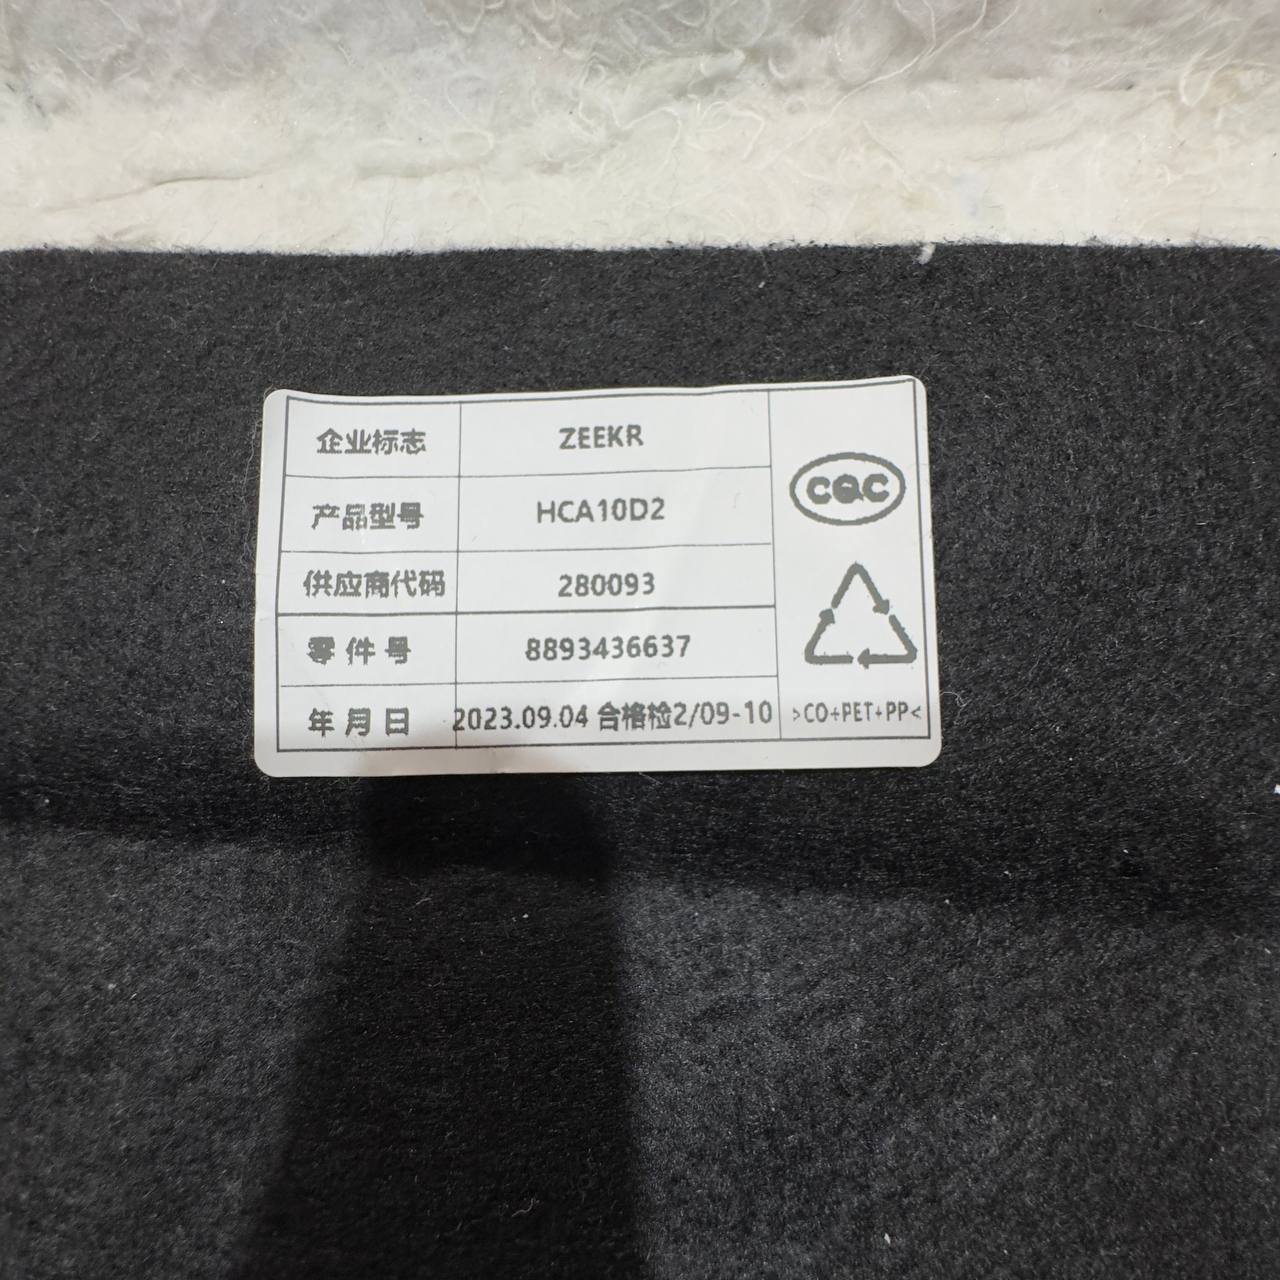 企业标志 ZEEKR
产品型号 HCA10D2
供应商代码 280093
零件号 8893436637
年月日 2023.09.04 合格检2/09-10
CQC
>CO+PET+PP<